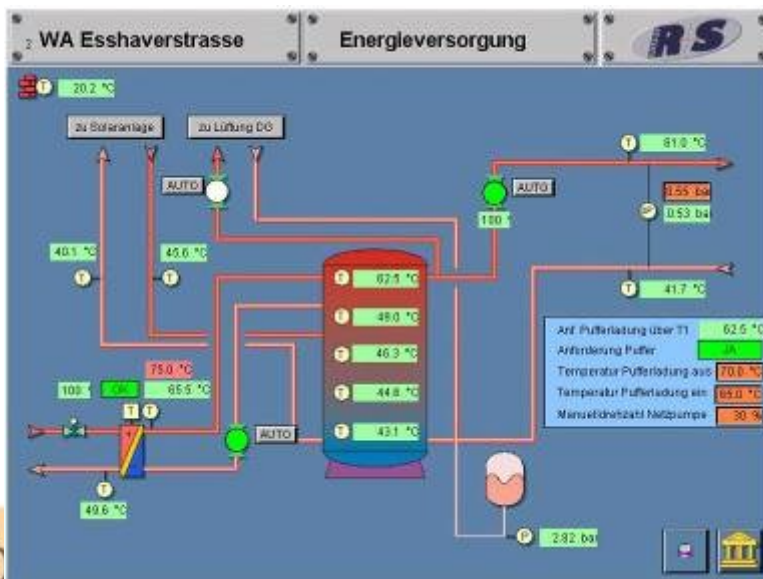 2 WA Esshaverstrasse
Energieversorgung
RS
T 20.2 °C
zu Solaranlage
zu Lüftung DG
T 61.0 °C
AUTO
AUTO
0.55 bar
100
P 0.53 bar
40.1 °C
45.6 °C
T T
T 62.5 °C
T 41.7 °C
T 49.0 °C
Anf. Pufferladung über T1 62.5 °C
T 46.3 °C
Anforderung Puffer JA
75.0 °C
Temperatur Pufferladung aus 70.0 °C
100 OK 65.5 °C
T 44.8 °C
Temperatur Pufferladung ein 65.0 °C
T T
Manuelldrehzahl Netzpumpe 30 %
AUTO
T 43.1 °C
T
49.6 °C
P 2.82 bar